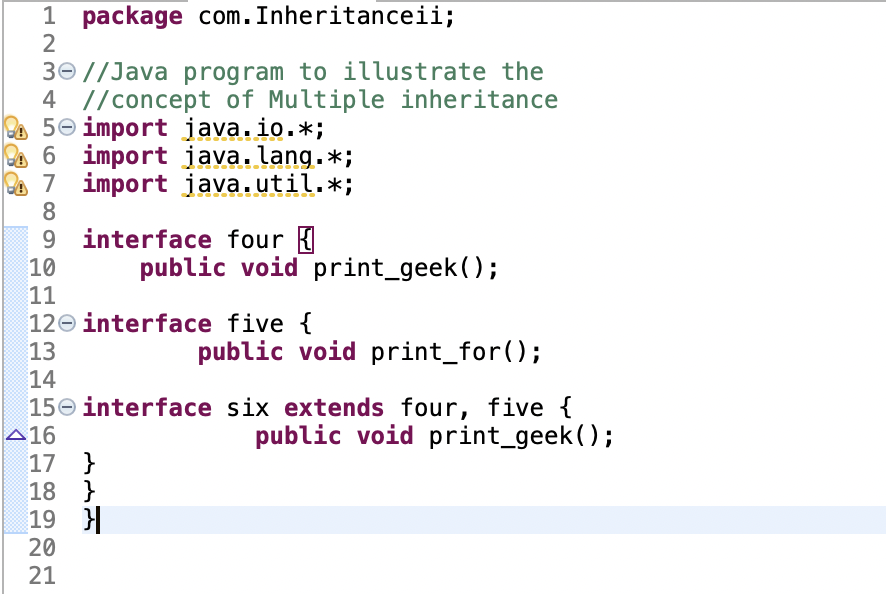 1 package com.Inheritanceii;
2
3 //Java program to illustrate the
4 //concept of Multiple inheritance
5 import java.io.*;
6 import java.lang.*;
7 import java.util.*;
8
9 interface four {
10     public void print_geek();
11
12 interface five {
13         public void print_for();
14
15 interface six extends four, five {
16             public void print_geek();
17 }
18 }
19 }
20
21